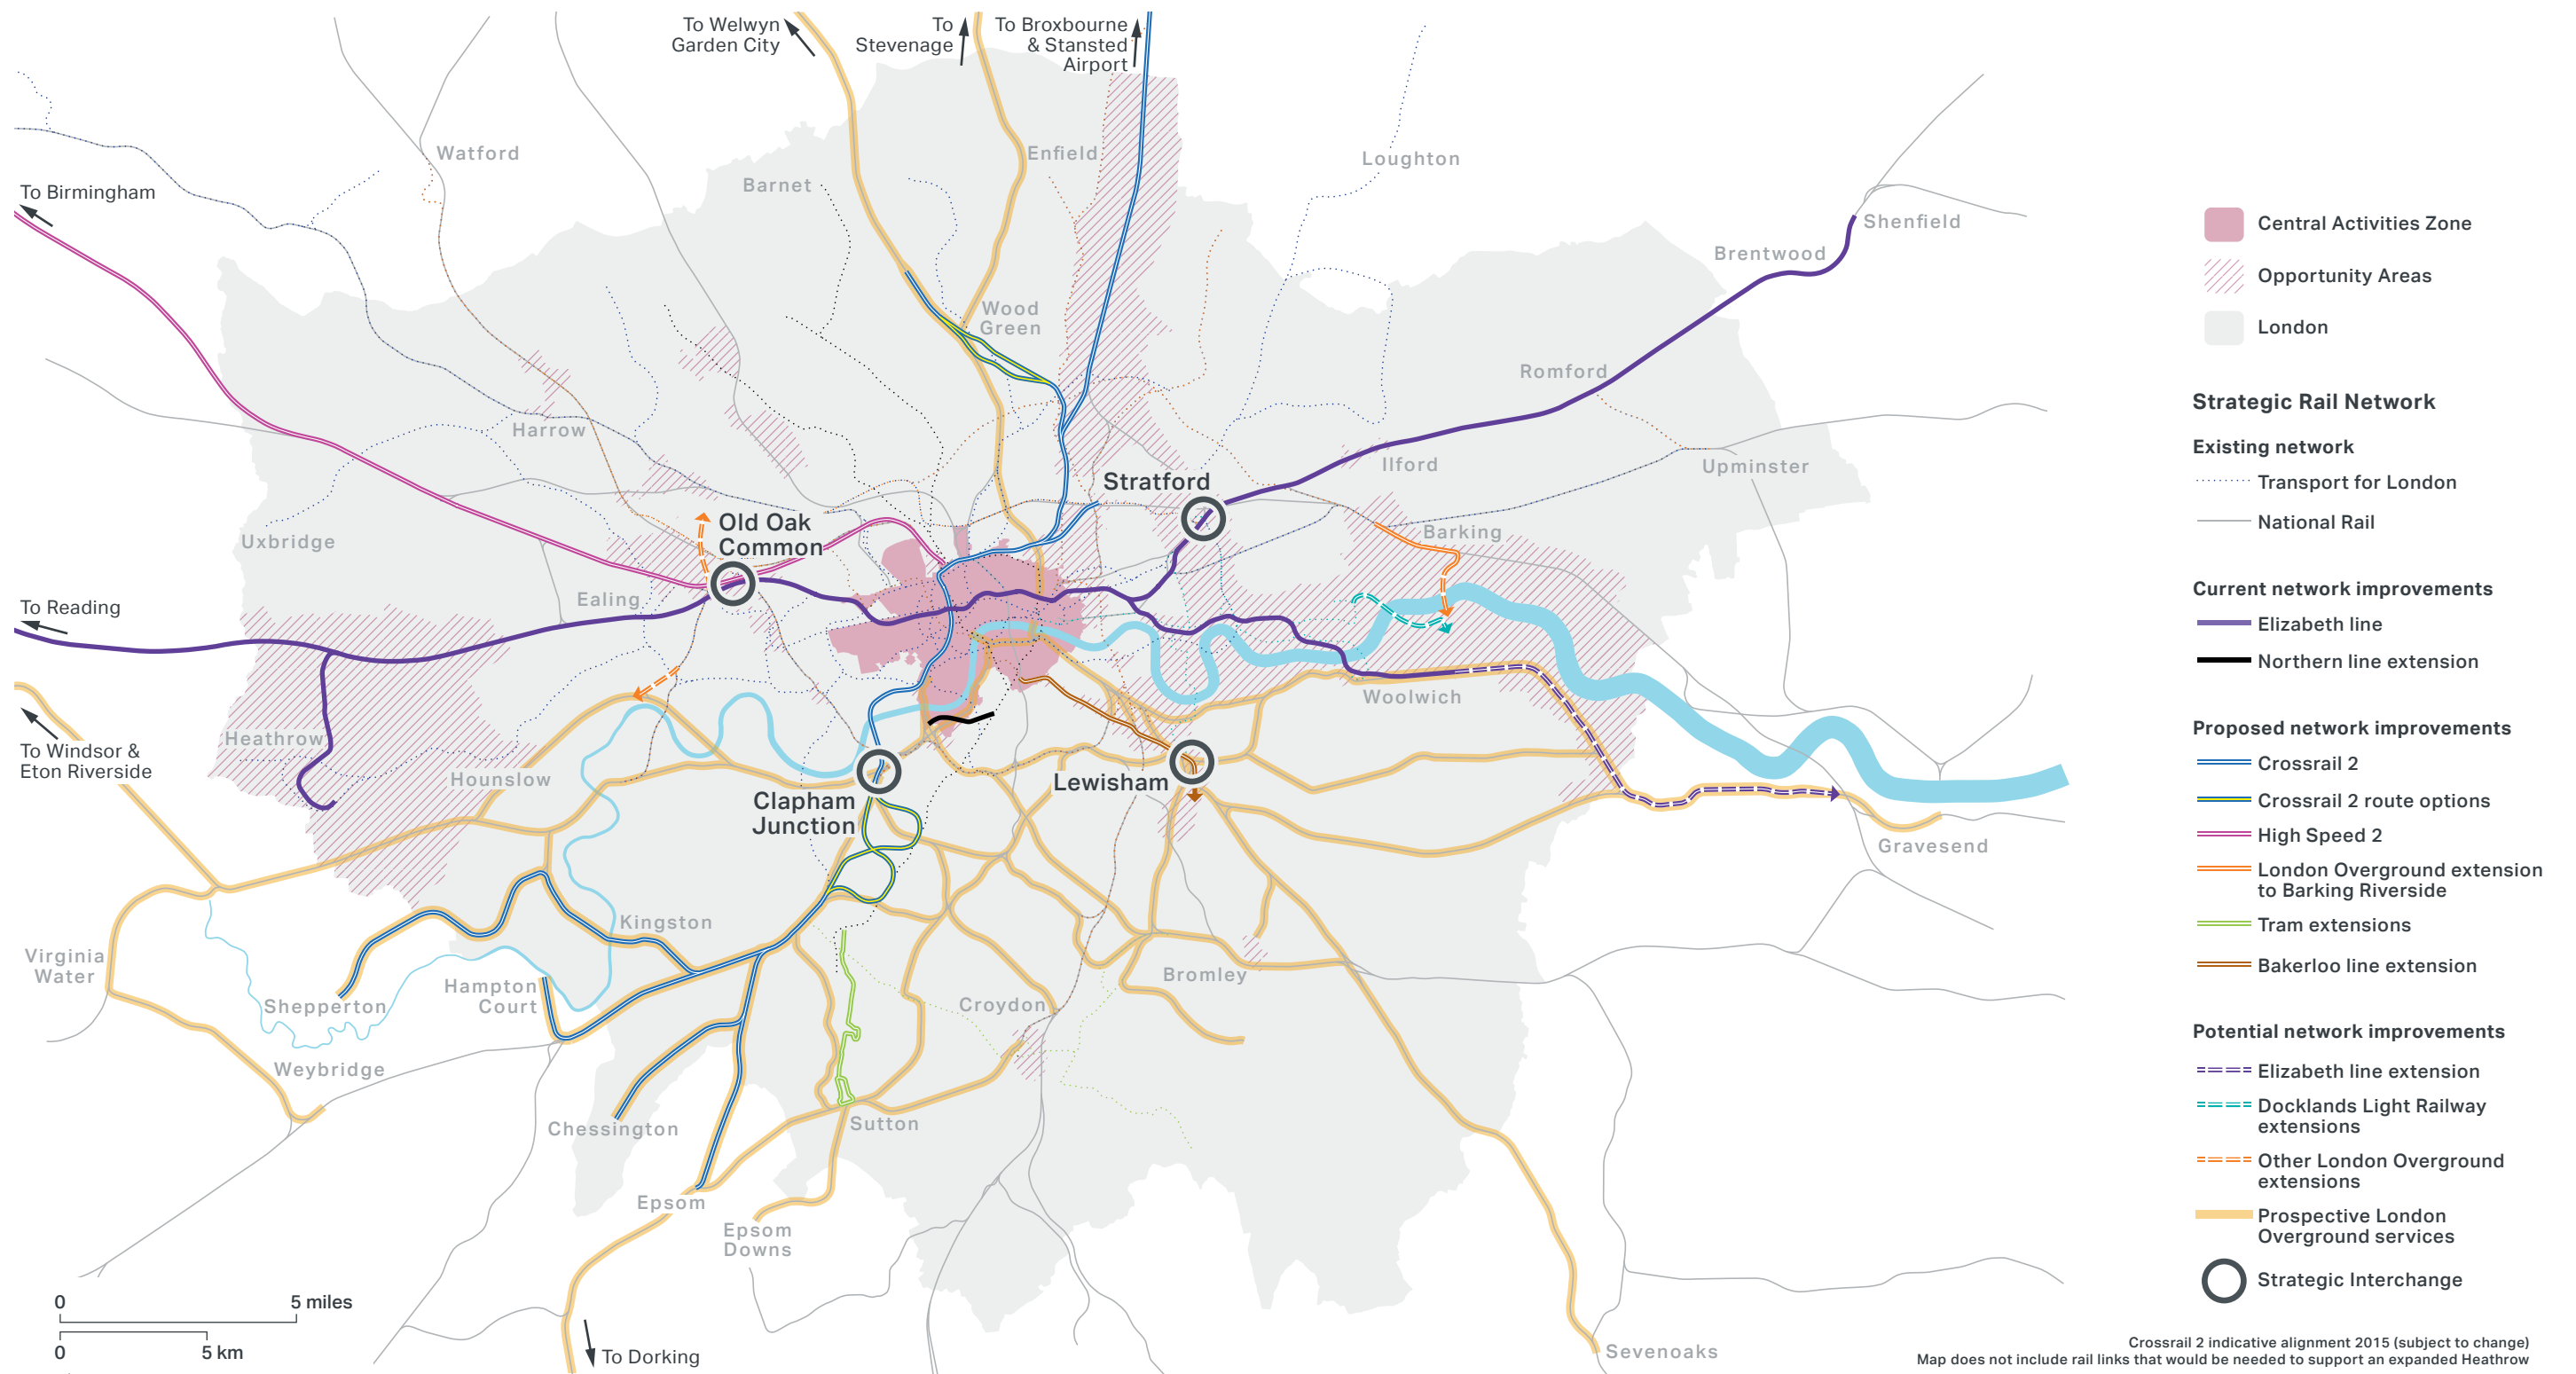 To Welwyn
Garden City
To
Stevenage
To Broxbourne
& Stansted
Airport
Watford
Barnet
Enfield
Loughton
To Birmingham
Shenfield
Brentwood
Wood
Green
Romford
Harrow
Ilford
Upminster
Stratford
Old Oak
Common
Uxbridge
Barking
Ealing
To Reading
Woolwich
Heathrow
To Windsor &
Eton Riverside
Hounslow
Lewisham
Clapham
Junction
Gravesend
Kingston
Virginia
Water
Shepperton
Hampton
Court
Bromley
Croydon
Weybridge
Chessington
Sutton
Epsom
Epsom
Downs
0
5 miles
0
5 km
To Dorking
Sevenoaks
Central Activities Zone
Opportunity Areas
London
Strategic Rail Network
Existing network
Transport for London
National Rail
Current network improvements
Elizabeth line
Northern line extension
Proposed network improvements
Crossrail 2
Crossrail 2 route options
High Speed 2
London Overground extension
to Barking Riverside
Tram extensions
Bakerloo line extension
Potential network improvements
Elizabeth line extension
Docklands Light Railway
extensions
Other London Overground
extensions
Prospective London
Overground services
Strategic Interchange
Crossrail 2 indicative alignment 2015 (subject to change)
Map does not include rail links that would be needed to support an expanded Heathrow